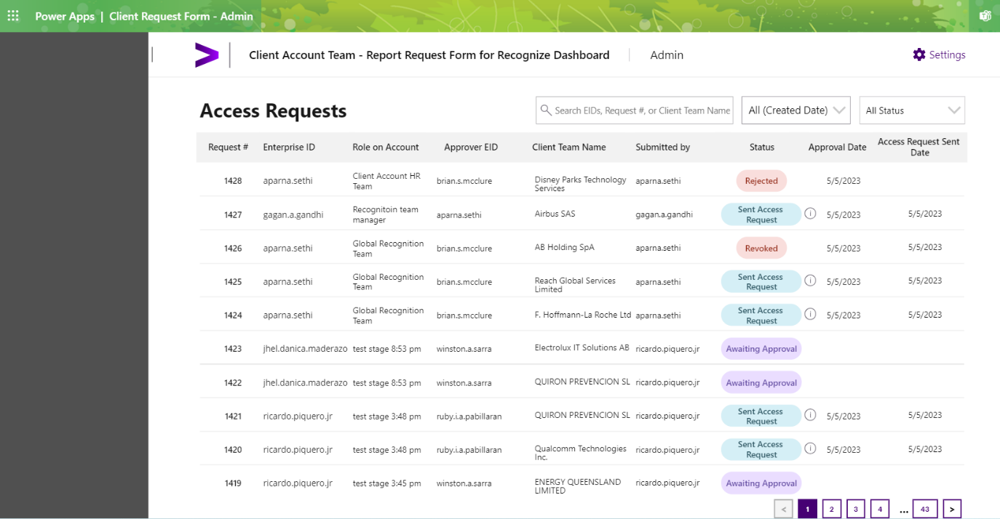 Power Apps | Client Request Form - Admin
Client Account Team - Report Request Form for Recognize Dashboard
Admin
Settings
Access Requests
Search EIDs, Request #, or Client Team Name
All (Created Date)
All Status
Request # Enterprise ID Role on Account Approver EID Client Team Name Submitted by Status Approval Date Access Request Sent
Date
1428 aparna.sethi Client Account HR
Team brian.s.mcclure Disney Parks Technology
Services aparna.sethi Rejected 5/5/2023
1427 gagan.a.gandhi Recognitoin team
manager aparna.sethi Airbus SAS gagan.a.gandhi Sent Access
Request 5/5/2023 5/5/2023
1426 aparna.sethi Global Recognition
Team brian.s.mcclure AB Holding SpA aparna.sethi Revoked 5/5/2023 5/5/2023
1425 aparna.sethi Global Recognition
Team brian.s.mcclure Reach Global Services
Limited aparna.sethi Sent Access
Request 5/5/2023 5/5/2023
1424 aparna.sethi Global Recognition
Team brian.s.mcclure F. Hoffmann-La Roche Ltd aparna.sethi Sent Access
Request 5/5/2023 5/5/2023
1423 jhel.danica.maderazo test stage 8:53 pm winston.a.sarra Electrolux IT Solutions AB ricardo.piquero.jr Awaiting Approval
1422 jhel.danica.maderazo test stage 8:53 pm winston.a.sarra QUIRON PREVENCION SL ricardo.piquero.jr Awaiting Approval
1421 ricardo.piquero.jr test stage 3:48 pm ruby.i.a.pabillaran QUIRON PREVENCION SL ricardo.piquero.jr Sent Access
Request 5/5/2023 5/5/2023
1420 ricardo.piquero.jr test stage 3:48 pm ruby.i.a.pabillaran Qualcomm Technologies
Inc. ricardo.piquero.jr Sent Access
Request 5/5/2023 5/5/2023
1419 ricardo.piquero.jr test stage 3:45 pm winston.a.sarra ENERGY QUEENSLAND
LIMITED ricardo.piquero.jr Awaiting Approval
< 1 2 3 4 ... 43 >